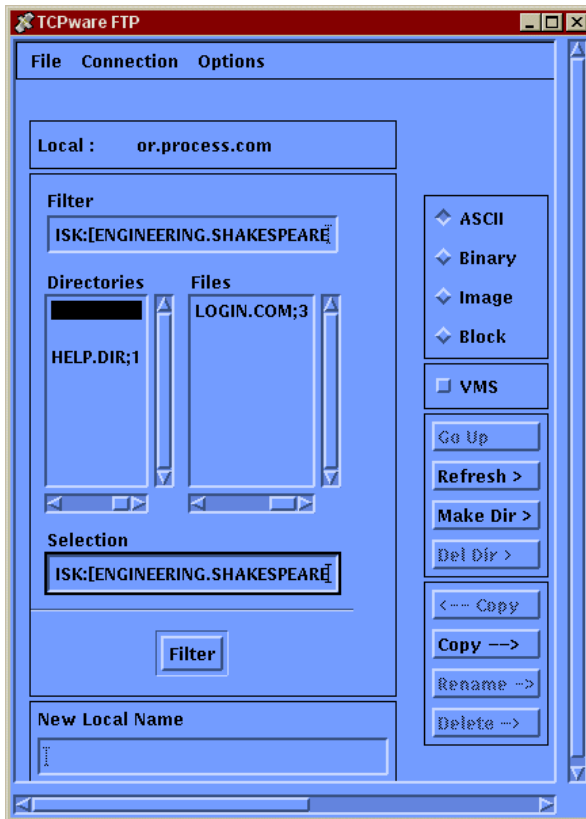 TCPware FTP
File Connection Options
Local : or.process.com
Filter
ISK:[ENGINEERING.SHAKESPEARE
Directories Files
LOGIN.COM;3
HELP.DIR;1
Selection
ISK:[ENGINEERING.SHAKESPEARE
Filter
New Local Name
ASCII
Binary
Image
Block
VMS
Go Up
Refresh >
Make Dir >
Del Dir >
<-- Copy
Copy -->
Rename -->
Delete -->